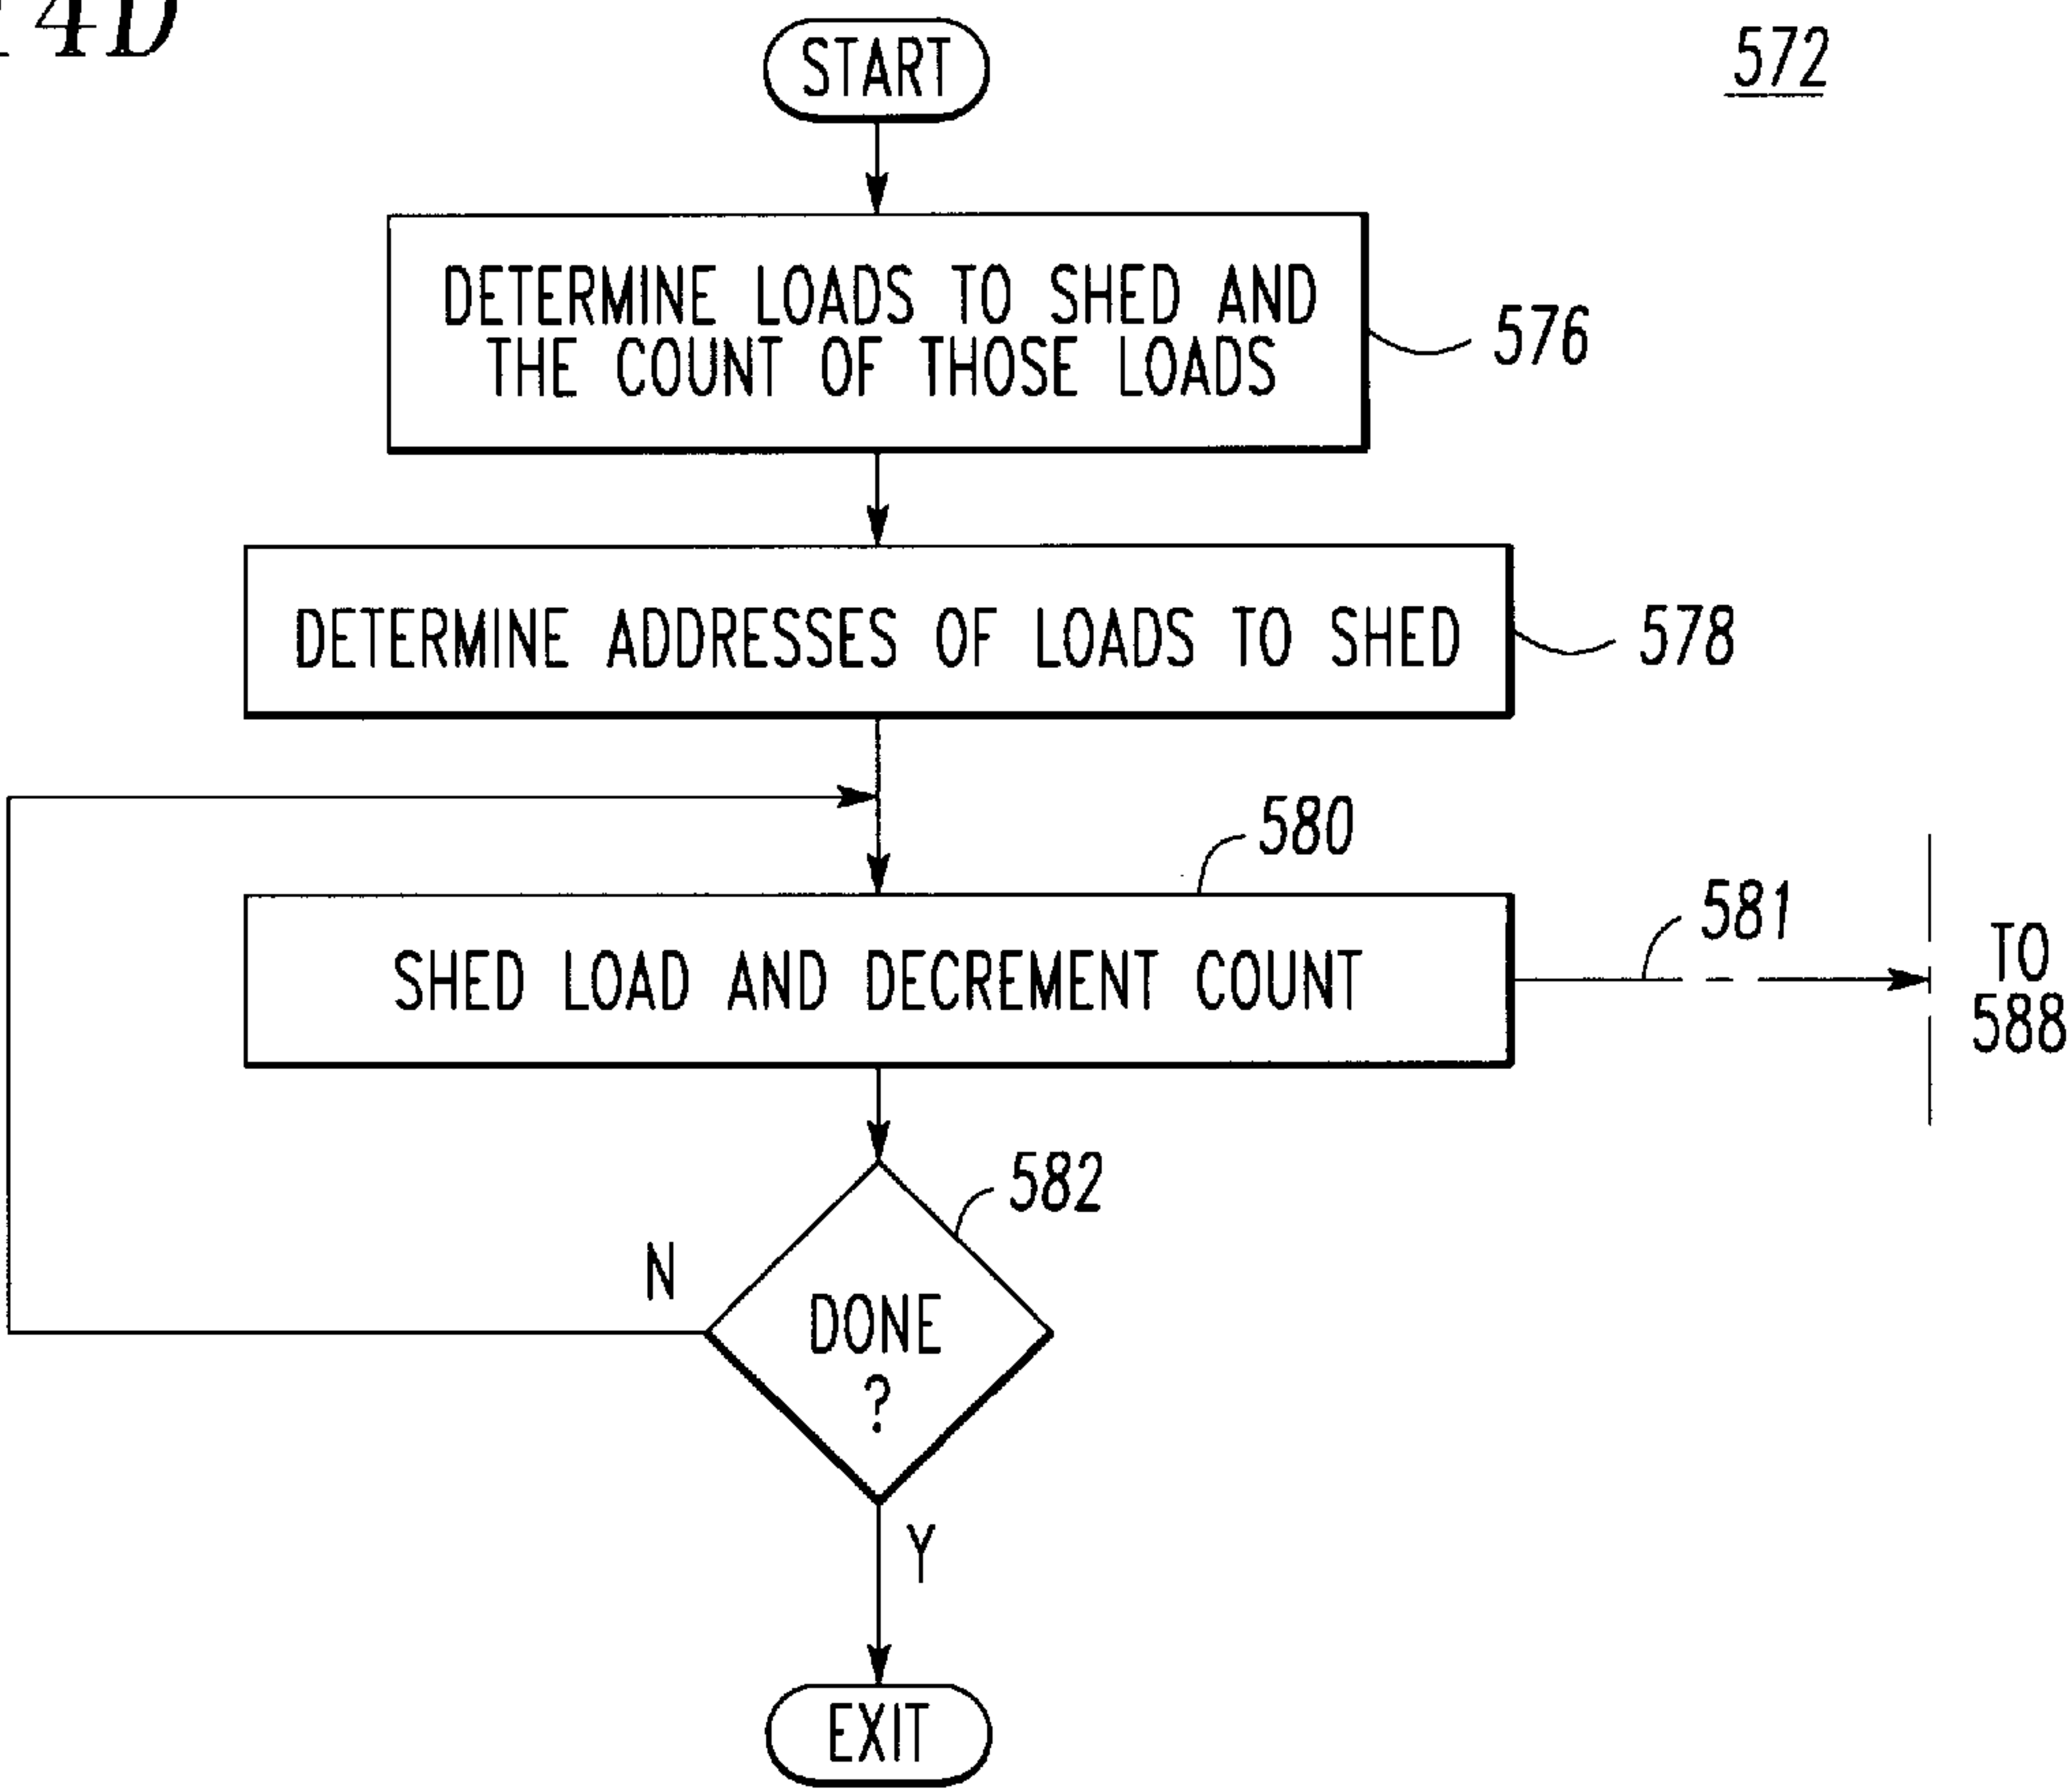 4D
START
572
DETERMINE LOADS TO SHED AND
THE COUNT OF THOSE LOADS
576
DETERMINE ADDRESSES OF LOADS TO SHED
578
580
SHED LOAD AND DECREMENT COUNT
581
TO
588
582
N
DONE
?
Y
EXIT